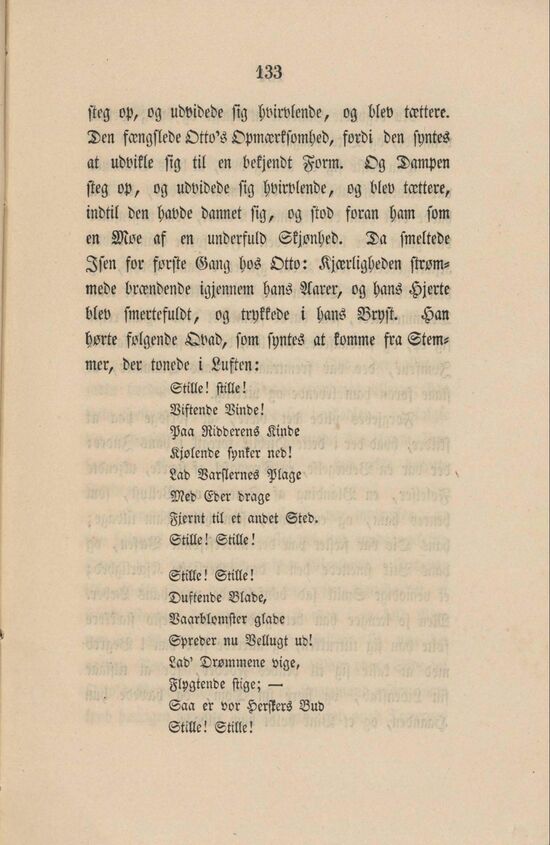 133
steg op, og udvidede sig hvirvlende, og blev tættere.
Den fængslede Otto's Opmærksomhed, fordi den syntes
at udvikle sig til en bekjendt Form. Og Dampen
steg op, og udvidede sig hvirvlende, og blev tættere,
indtil den havde dannet sig, og stod foran ham som
en Møe af en underfuld Skjønhed. Da smeltede
Isen for første Gang hos Otto: Kjærligheden strøm-
mede brændende igjennem hans Aarer, og hans Hjerte
blev smertefuldt, og trykkede i hans Bryst. Han
hørte følgende Qvad, som syntes at komme fra Stem-
mer, der tonede i Luften:
Stille! stille!
Viftende Vinde!
Paa Ridderens Kinde
Kjølende synker ned!
Lad Varslernes Plage
Med Eder drage
Fjernt til et andet Sted.
Stille! Stille!
Stille! Stille!
Duftende Blade,
Vaarblomster glade
Spreder nu Vellugt ud!
Lad' Drømmene vige,
Flygtende stige; —
Saa er vor Herskers Bud
Stille! Stille!